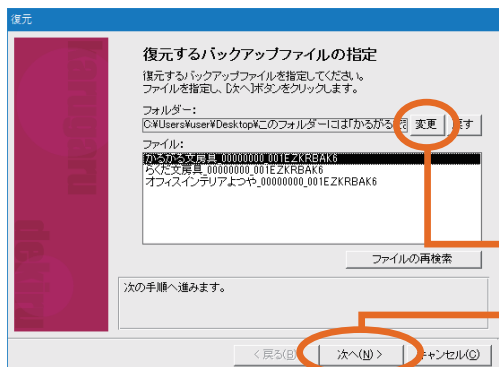 復元
復元するバックアップファイルの指定
復元するバックアップファイルを指定してください。
ファイルを指定し、[次へ]ボタンをクリックします。
フォルダー:
C:¥Users¥user¥Desktop¥このフォルダーには「かるがる 変更 戻す
ファイル:
かるがる文房具_00000000_001EZKRBAK6
らくだ文房具_00000000_001EZKRBAK6
オフィスインテリアよつや_00000000_001EZKRBAK6
ファイルの再検索
次の手順へ進みます。
< 戻る(B) 次へ(N) > キャンセル(C)
karugaru
dekiru